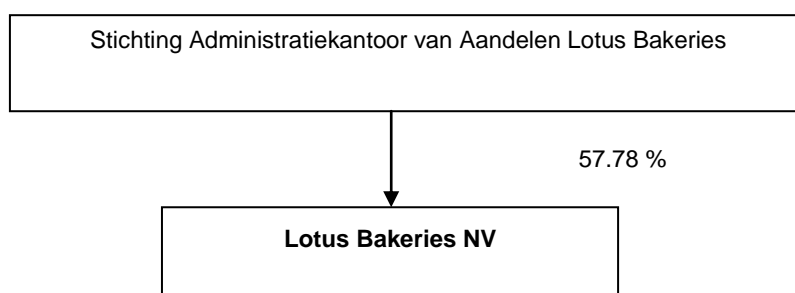 Stichting Administratiekantoor van Aandelen Lotus Bakeries
57.78 %
Lotus Bakeries NV